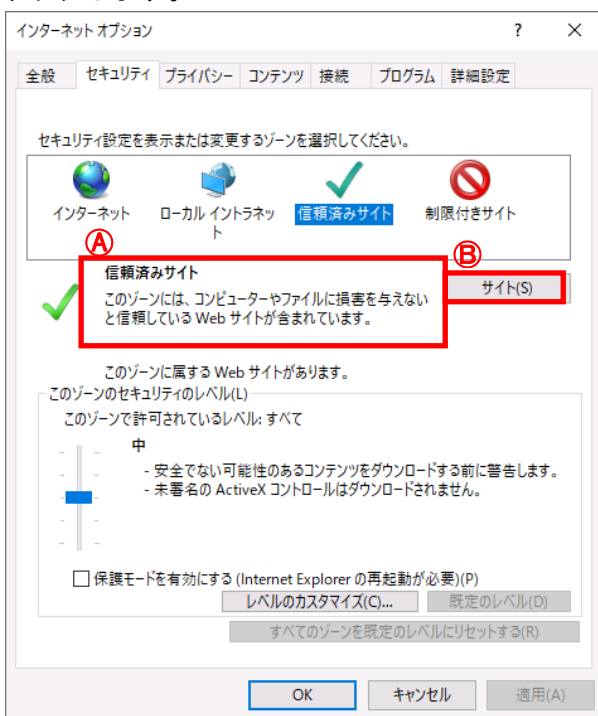 インターネット オプション ? ×
全般 セキュリティ プライバシー コンテンツ 接続 プログラム 詳細設定
セキュリティ設定を表示または変更するゾーンを選択してください。
インターネット ローカル イントラネッ 信頼済みサイト 制限付きサイト
ト
Ⓐ Ⓑ
信頼済みサイト
サイト(S)
このゾーンには、コンピューターやファイルに損害を与えない
と信頼している Web サイトが含まれています。
このゾーンに属する Web サイトがあります。
このゾーンのセキュリティのレベル(L)
このゾーンで許可されているレベル: すべて
中
- 安全でない可能性のあるコンテンツをダウンロードする前に警告します。
- 未署名の ActiveX コントロールはダウンロードされません。
保護モードを有効にする (Internet Explorer の再起動が必要)(P)
レベルのカスタマイズ(C)... 既定のレベル(D)
すべてのゾーンを既定のレベルにリセットする(R)
OK キャンセル 適用(A)